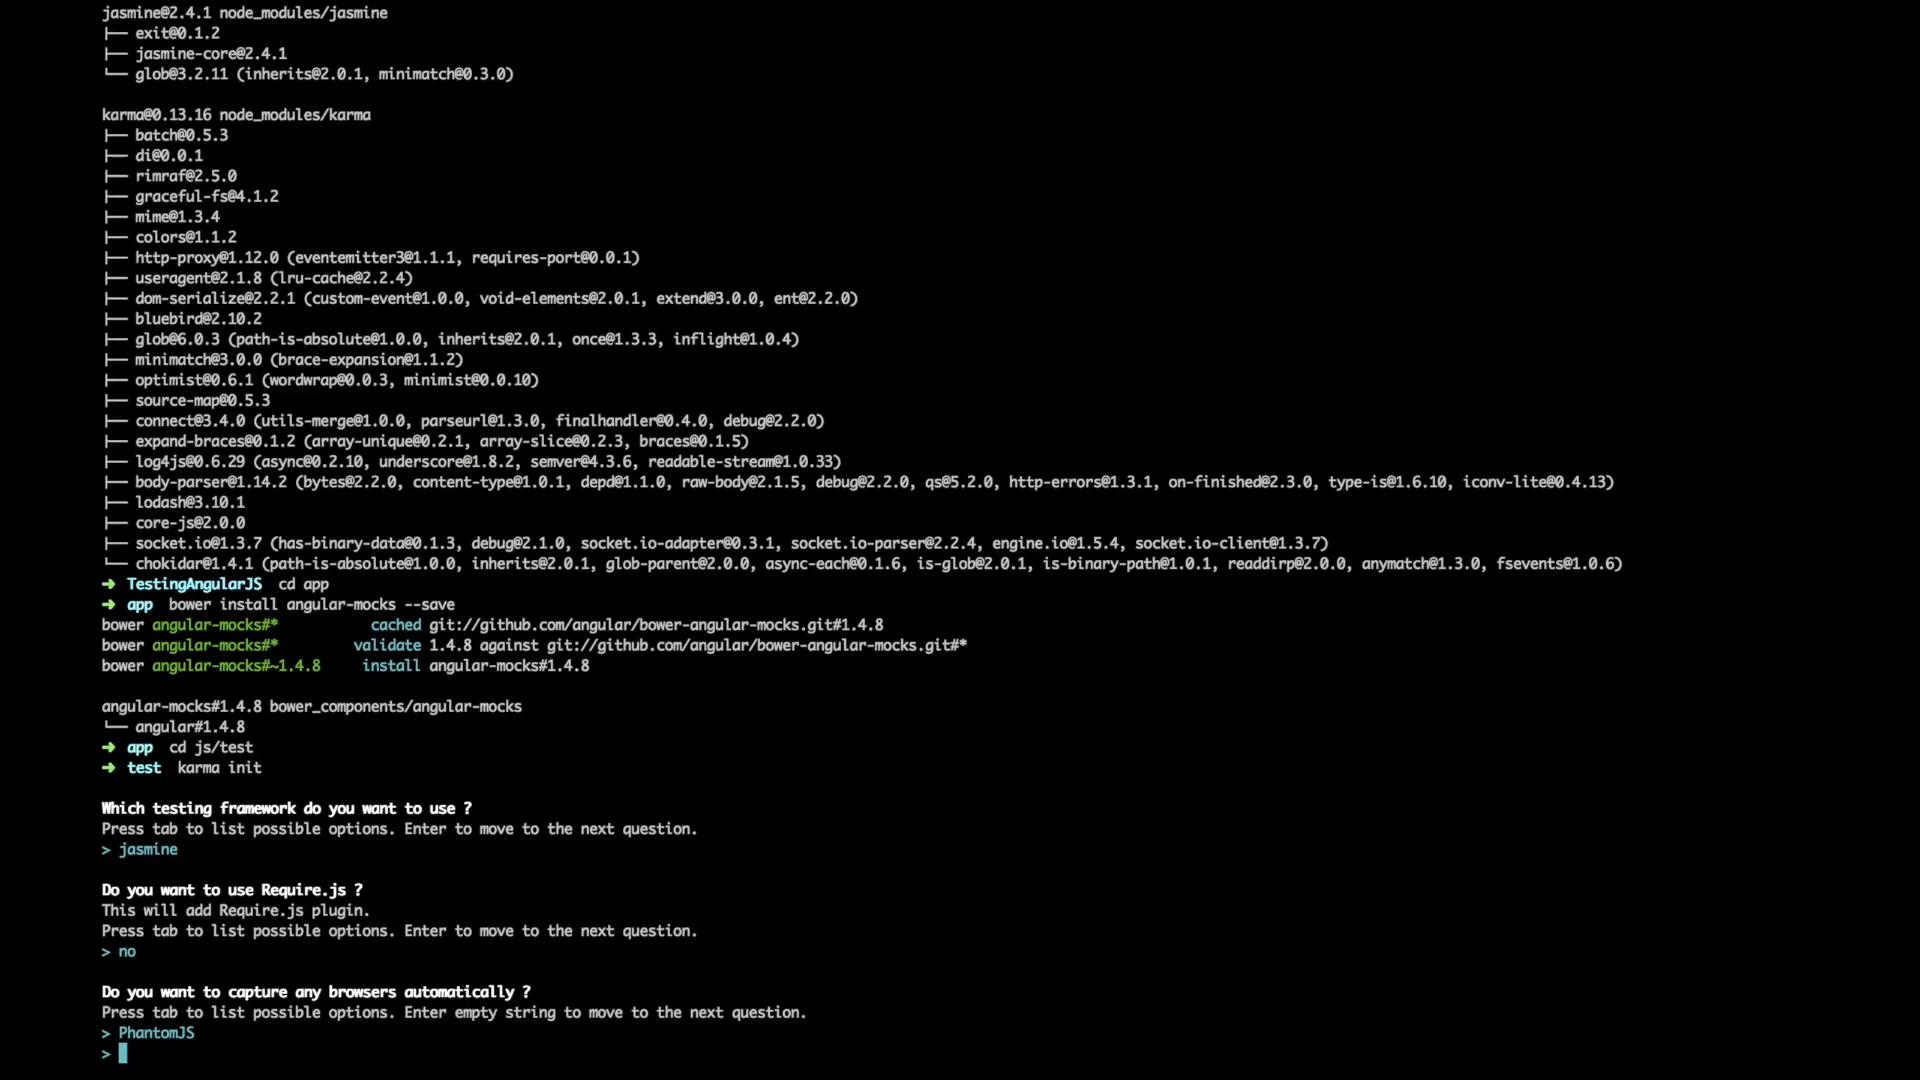 jasmine@2.4.1 node_modules/jasmine
├── exit@0.1.2
├── jasmine-core@2.4.1
└── glob@3.2.11 (inherits@2.0.1, minimatch@0.3.0)
karma@0.13.16 node_modules/karma
├── batch@0.5.3
├── di@0.0.1
├── rimraf@2.5.0
├── graceful-fs@4.1.2
├── mime@1.3.4
├── colors@1.1.2
├── http-proxy@1.12.0 (eventemitter3@1.1.1, requires-port@0.0.1)
├── useragent@2.1.8 (lru-cache@2.2.4)
├── dom-serialize@2.2.1 (custom-event@1.0.0, void-elements@2.0.1, extend@3.0.0, ent@2.2.0)
├── bluebird@2.10.2
├── glob@6.0.3 (path-is-absolute@1.0.0, inherits@2.0.1, once@1.3.3, inflight@1.0.4)
├── minimatch@3.0.0 (brace-expansion@1.1.2)
├── optimist@0.6.1 (wordwrap@0.0.3, minimist@0.0.10)
├── source-map@0.5.3
├── connect@3.4.0 (utils-merge@1.0.0, parseurl@1.3.0, finalhandler@0.4.0, debug@2.2.0)
├── expand-braces@0.1.2 (array-unique@0.2.1, array-slice@0.2.3, braces@0.1.5)
├── log4js@0.6.29 (async@0.2.10, underscore@1.8.2, semver@4.3.6, readable-stream@1.0.33)
├── body-parser@1.14.2 (bytes@2.2.0, content-type@1.0.1, depd@1.1.0, raw-body@2.1.5, debug@2.2.0, qs@5.2.0, http-errors@1.3.1, on-finished@2.3.0, type-is@1.6.10, iconv-lite@0.4.13)
├── lodash@3.10.1
├── core-js@2.0.0
├── socket.io@1.3.7 (has-binary-data@0.1.3, debug@2.1.0, socket.io-adapter@0.3.1, socket.io-parser@2.2.4, engine.io@1.5.4, socket.io-client@1.3.7)
└── chokidar@1.4.1 (path-is-absolute@1.0.0, inherits@2.0.1, glob-parent@2.0.0, async-each@0.1.6, is-glob@2.0.1, is-binary-path@1.0.1, readdirp@2.0.0, anymatch@1.3.0, fsevents@1.0.6)
➜ TestingAngularJS cd app
➜ app bower install angular-mocks --save
bower angular-mocks#* cached git://github.com/angular/bower-angular-mocks.git#1.4.8
bower angular-mocks#* validate 1.4.8 against git://github.com/angular/bower-angular-mocks.git#*
bower angular-mocks#~1.4.8 install angular-mocks#1.4.8
angular-mocks#1.4.8 bower_components/angular-mocks
└── angular#1.4.8
➜ app cd js/test
➜ test karma init
Which testing framework do you want to use ?
Press tab to list possible options. Enter to move to the next question.
> jasmine
Do you want to use Require.js ?
This will add Require.js plugin.
Press tab to list possible options. Enter to move to the next question.
> no
Do you want to capture any browsers automatically ?
Press tab to list possible options. Enter empty string to move to the next question.
> PhantomJS
>